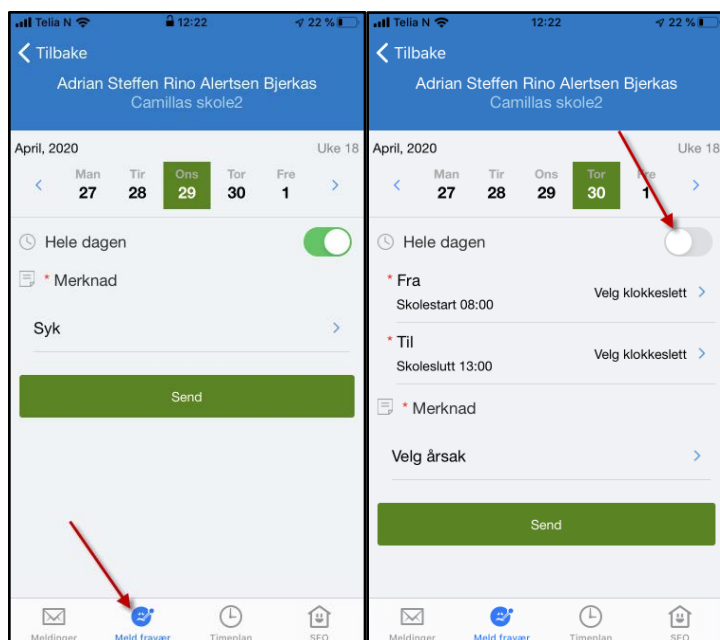 Telia N 12:22 22 %
Tilbake
Adrian Steffen Rino Alertsen Bjerkas
Camillas skole2
April, 2020 Uke 18
Man Tir Ons Tor Fre
27 28 29 30 1
Hele dagen
* Merknad
Syk
Send
Meldinger Meld fravær Timeplan SFO
Telia N 12:22 22 %
Tilbake
Adrian Steffen Rino Alertsen Bjerkas
Camillas skole2
April, 2020 Uke 18
Man Tir Ons Tor Fre
27 28 29 30 1
Hele dagen
* Fra
Skolestart 08:00 Velg klokkeslett
* Til
Skoleslutt 13:00 Velg klokkeslett
* Merknad
Velg årsak
Send
Meldinger Meld fravær Timeplan SFO